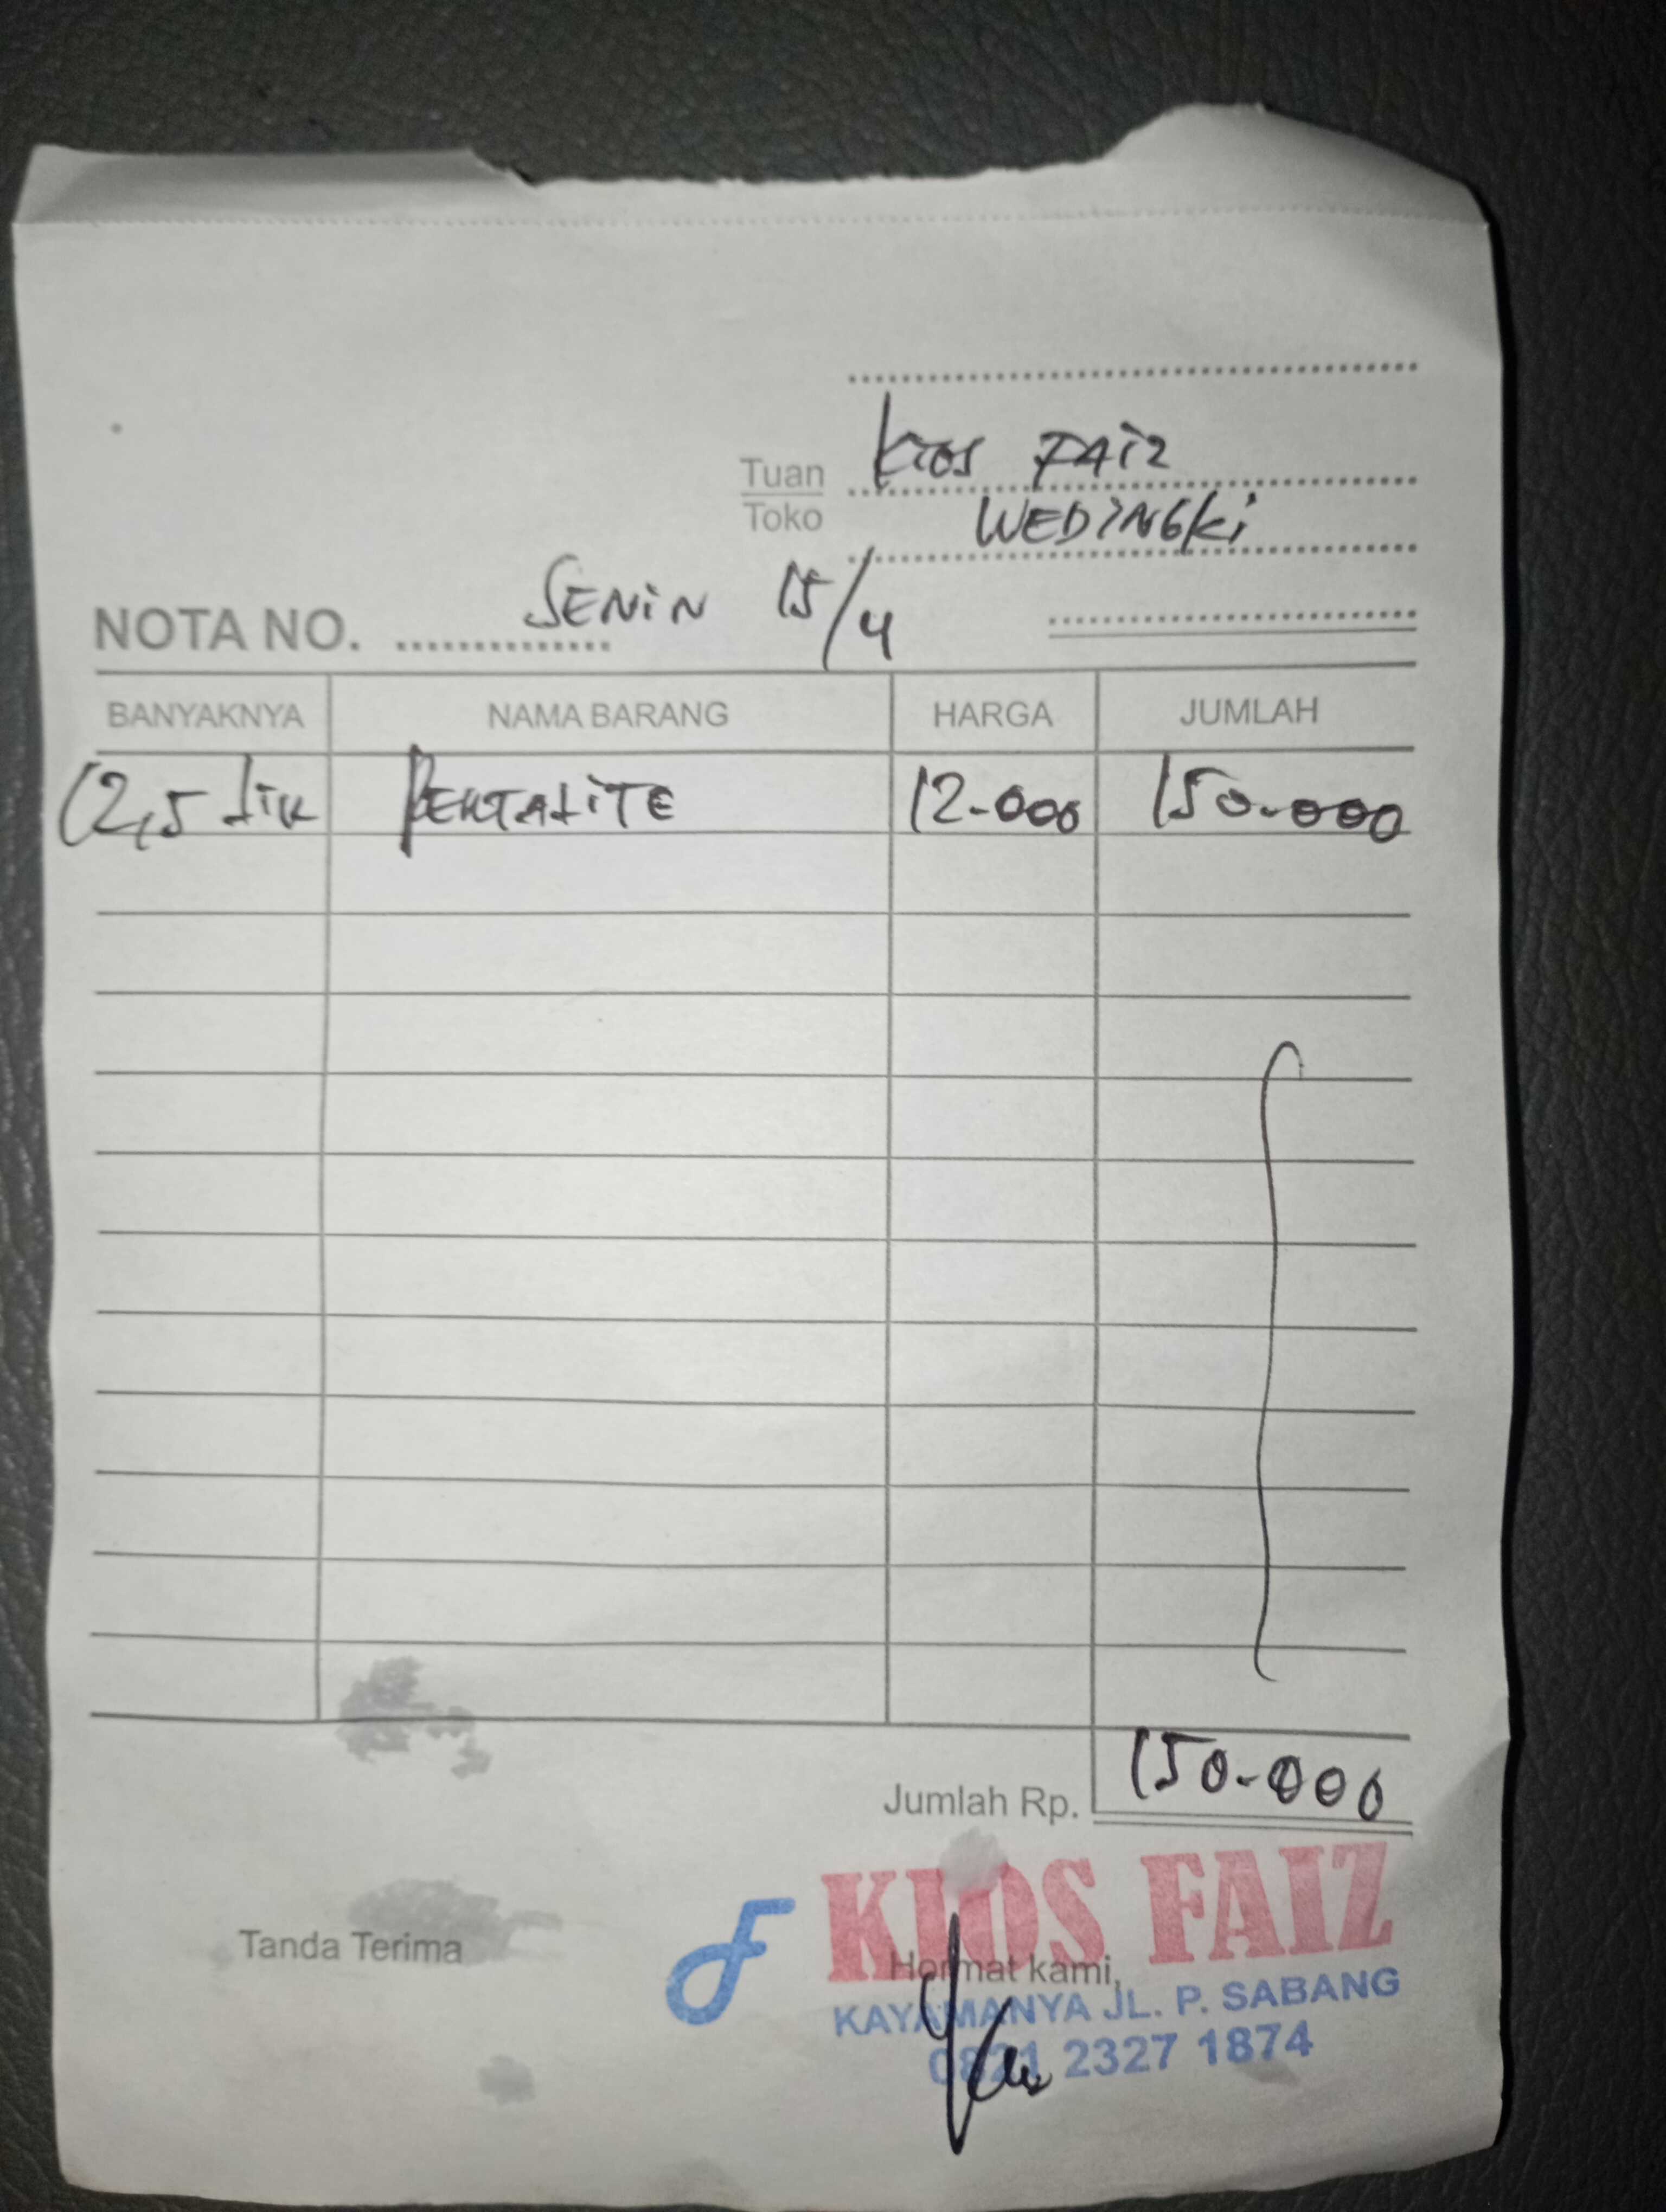 Tuan
Toko
KIOS FAIZ
WEDINGKI
NOTA NO. .............. SENIN 15/4
BANYAKNYA NAMA BARANG HARGA JUMLAH
12,5 LTR PERTALITE 12.000 150.000
Jumlah Rp. 150.000
KIOS FAIZ
Tanda Terima Hormat kami,
KAYAMANYA JL. P. SABANG
0821 2327 1874